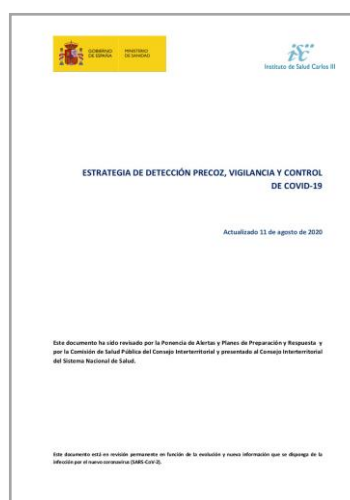 GOBIERNO MINISTERIO
DE ESPAÑA DE SANIDAD
Instituto de Salud Carlos III
ESTRATEGIA DE DETECCIÓN PRECOZ, VIGILANCIA Y CONTROL
DE COVID-19
Actualizado 11 de agosto de 2020
Este documento ha sido revisado por la Ponencia de Alertas y Planes de Preparación y Respuesta y
por la Comisión de Salud Pública del Consejo Interterritorial y presentado al Consejo Interterritorial
del Sistema Nacional de Salud.
Este documento está en revisión permanente en función de la evolución y nueva información que se disponga de la
infección por el nuevo coronavirus (SARS-CoV-2).